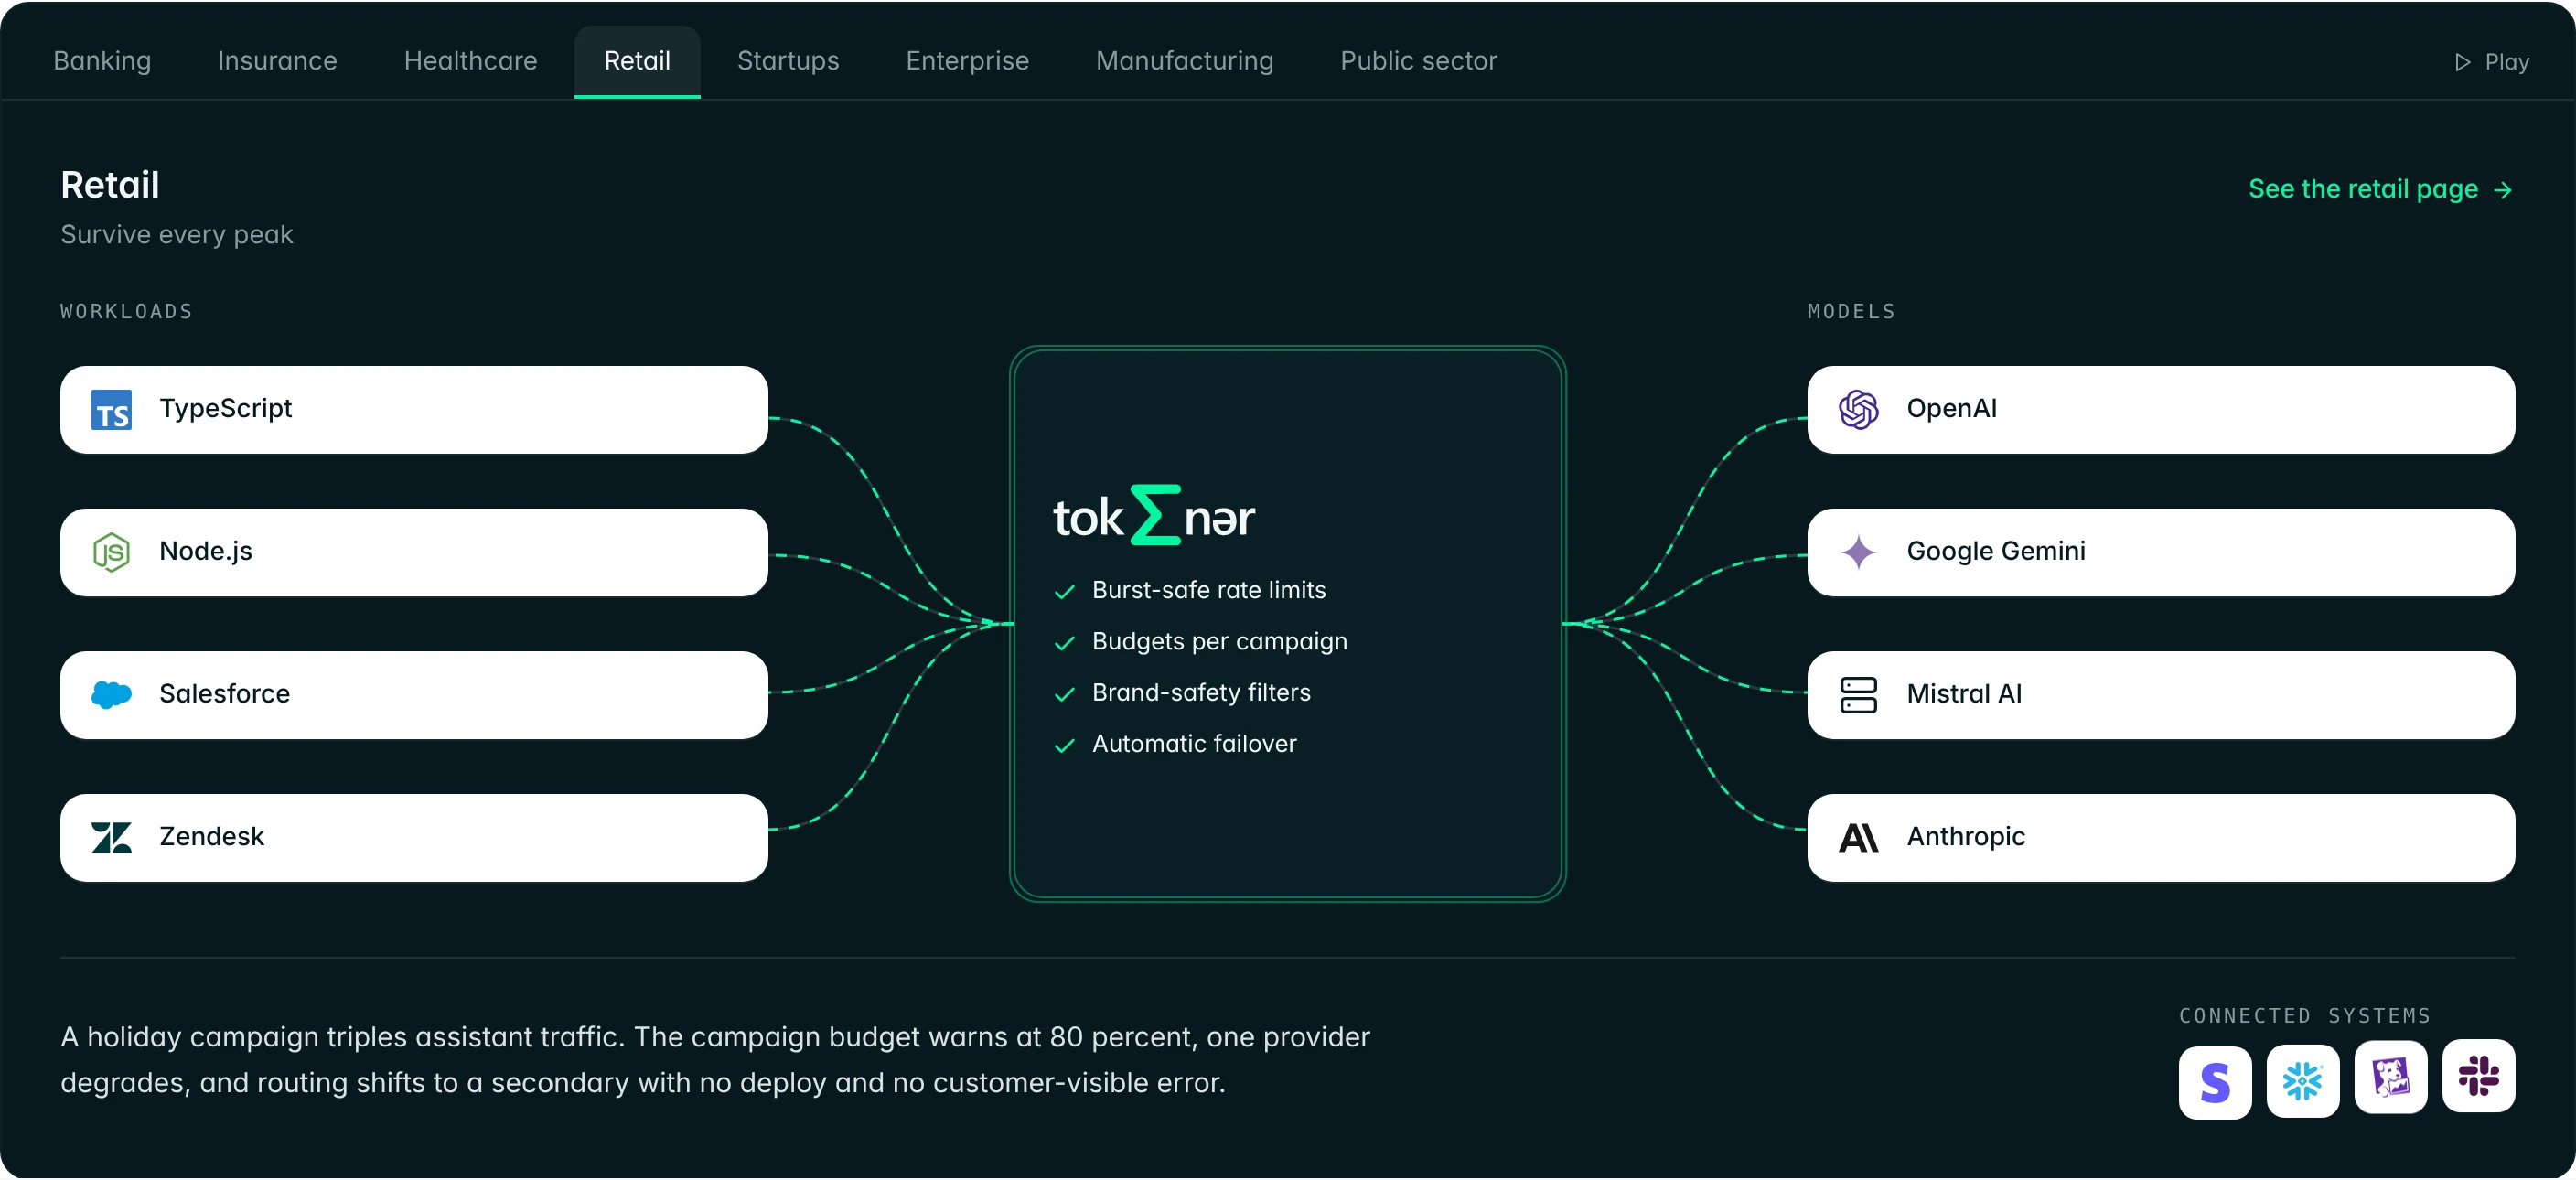 Banking
Insurance
Healthcare
Retail
Startups
Enterprise
Manufacturing
Public sector
Play
Retail
See the retail page →
Survive every peak
WORKLOADS
MODELS
TS TypeScript
JS Node.js
Salesforce
Zendesk
tokΣnər
Burst-safe rate limits
Budgets per campaign
Brand-safety filters
Automatic failover
OpenAI
Google Gemini
Mistral AI
Anthropic
A holiday campaign triples assistant traffic. The campaign budget warns at 80 percent, one provider
degrades, and routing shifts to a secondary with no deploy and no customer-visible error.
CONNECTED SYSTEMS
S